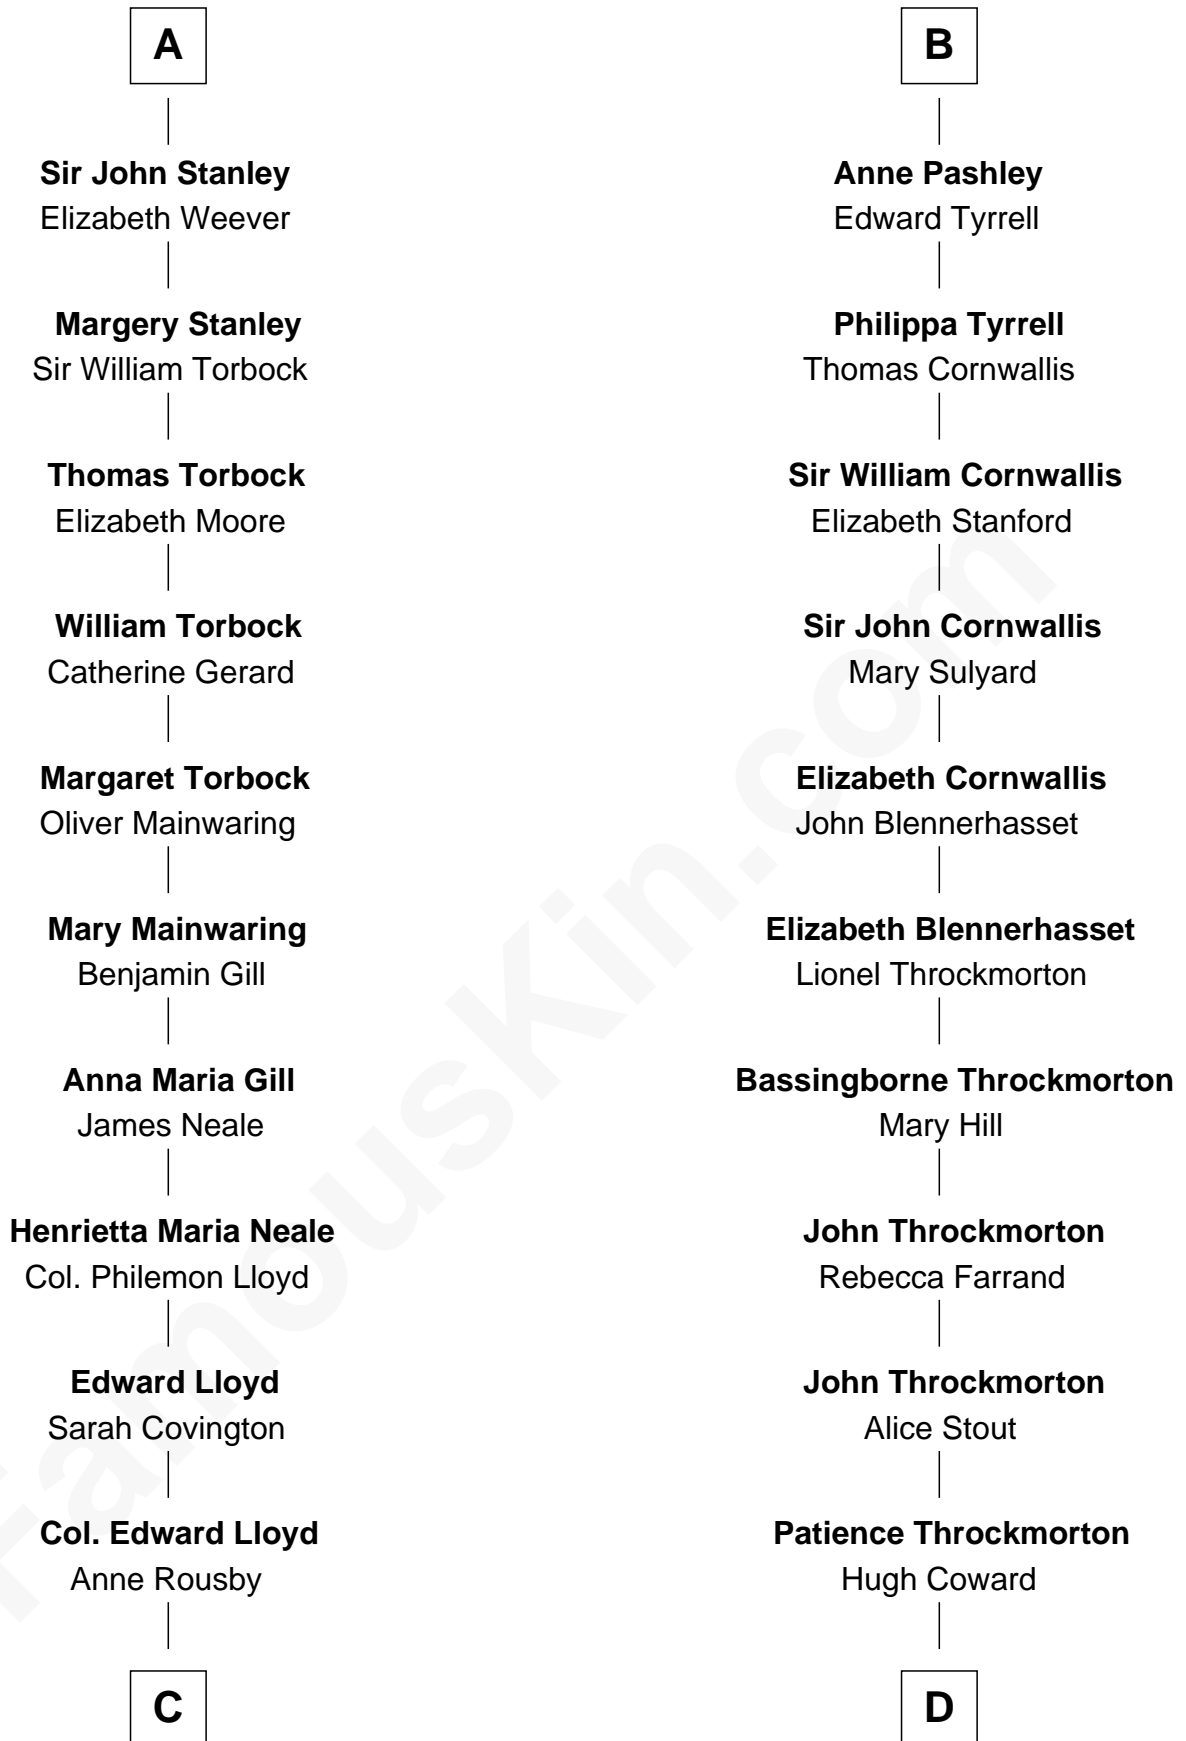 A
Sir John Stanley
Elizabeth Weever
Margery Stanley
Sir William Torbock
Thomas Torbock
Elizabeth Moore
William Torbock
Catherine Gerard
Margaret Torbock
Oliver Mainwaring
Mary Mainwaring
Benjamin Gill
Anna Maria Gill
James Neale
Henrietta Maria Neale
Col. Philemon Lloyd
Edward Lloyd
Sarah Covington
Col. Edward Lloyd
Anne Rousby
C
B
Anne Pashley
Edward Tyrrell
Philippa Tyrrell
Thomas Cornwallis
Sir William Cornwallis
Elizabeth Stanford
Sir John Cornwallis
Mary Sulyard
Elizabeth Cornwallis
John Blennerhasset
Elizabeth Blennerhasset
Lionel Throckmorton
Bassingborne Throckmorton
Mary Hill
John Throckmorton
Rebecca Farrand
John Throckmorton
Alice Stout
Patience Throckmorton
Hugh Coward
D
FamousKin.com